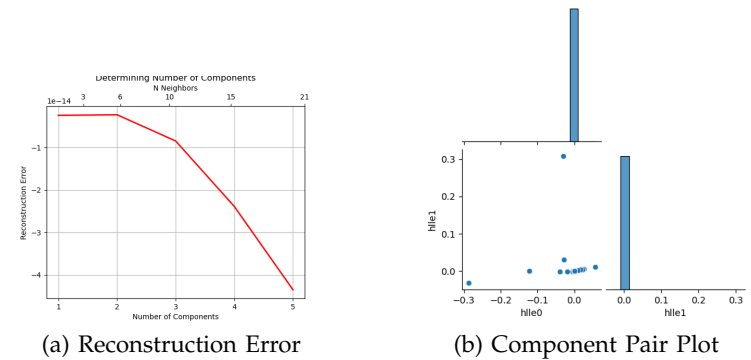 Determining Number of Components
N Neighbors
1e−14 3 6 10 15 21
−1
−2
−3
−4
Reconstruction Error
1 2 3 4 5
Number of Components
(a) Reconstruction Error
0.3
0.2
0.1
0.0
hlle1
−0.3 −0.2 −0.1 0.0
hlle0
0.0 0.1 0.2 0.3
hlle1
(b) Component Pair Plot